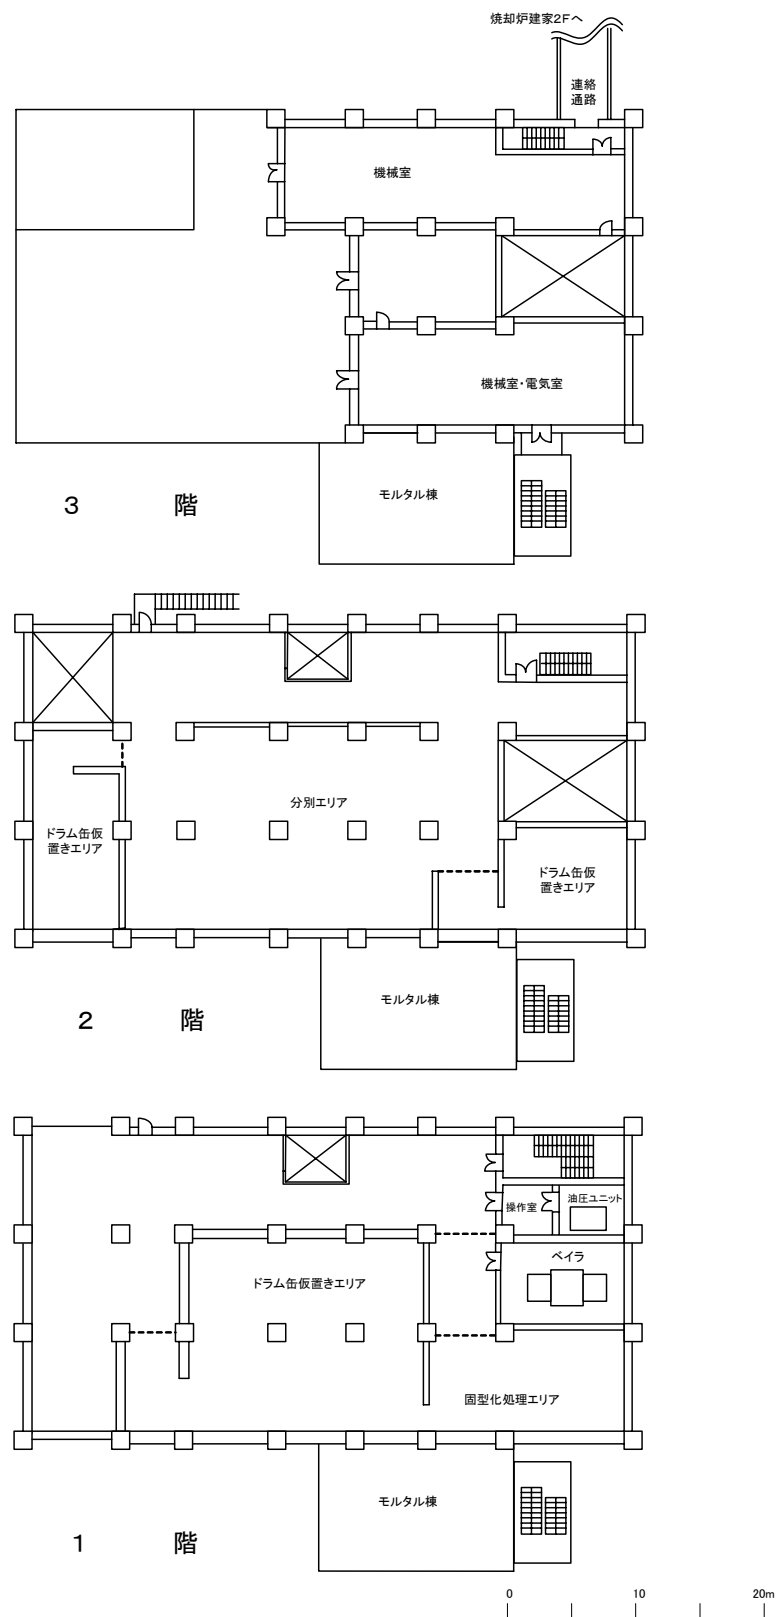 焼却炉建家2Fへ
連絡
通路
機械室
機械室・電気室
モルタル棟
3　階
分別エリア
ドラム缶仮
置きエリア
ドラム缶仮
置きエリア
モルタル棟
2　階
操作室
油圧ユニット
ベイラ
ドラム缶仮置きエリア
固型化処理エリア
モルタル棟
1　階
0 10 20m